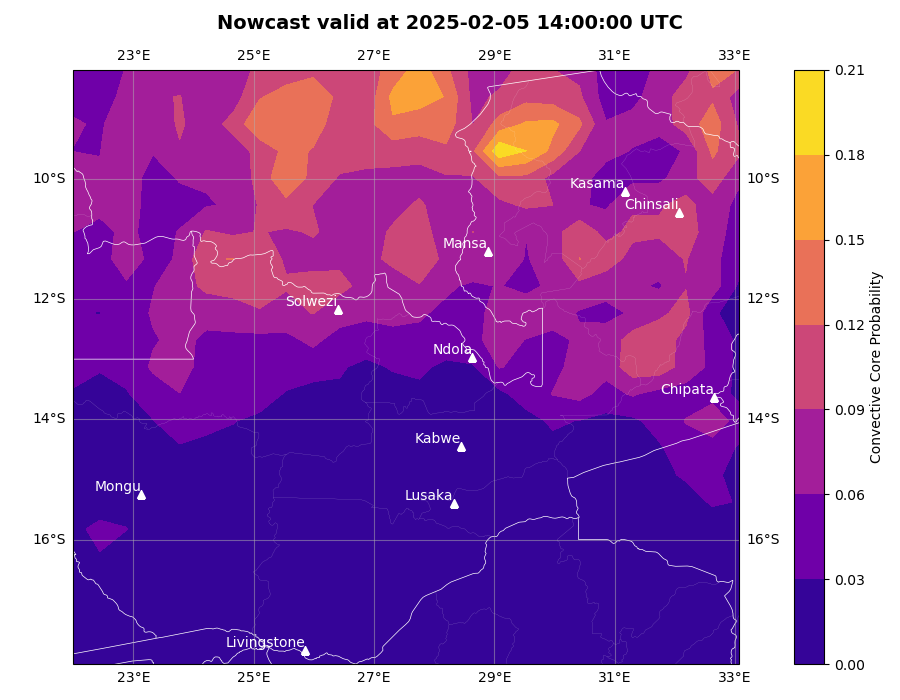 Nowcast valid at 2025-02-05 14:00:00 UTC
23°E 25°E 27°E 29°E 31°E 33°E
0.21
0.18
10°S Kasama 10°S
Chinsali
0.15
Mansa
12°S Solwezi 12°S
0.12
Ndola
Chipata
0.09
14°S 14°S
Kabwe
Mongu
Lusaka
0.06
16°S 16°S
0.03
Livingstone
0.00
23°E 25°E 27°E 29°E 31°E 33°E
Convective Core Probability